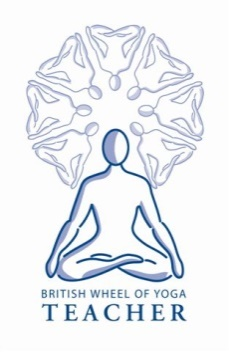 BRITISH WHEEL OF YOGA
TEACHER